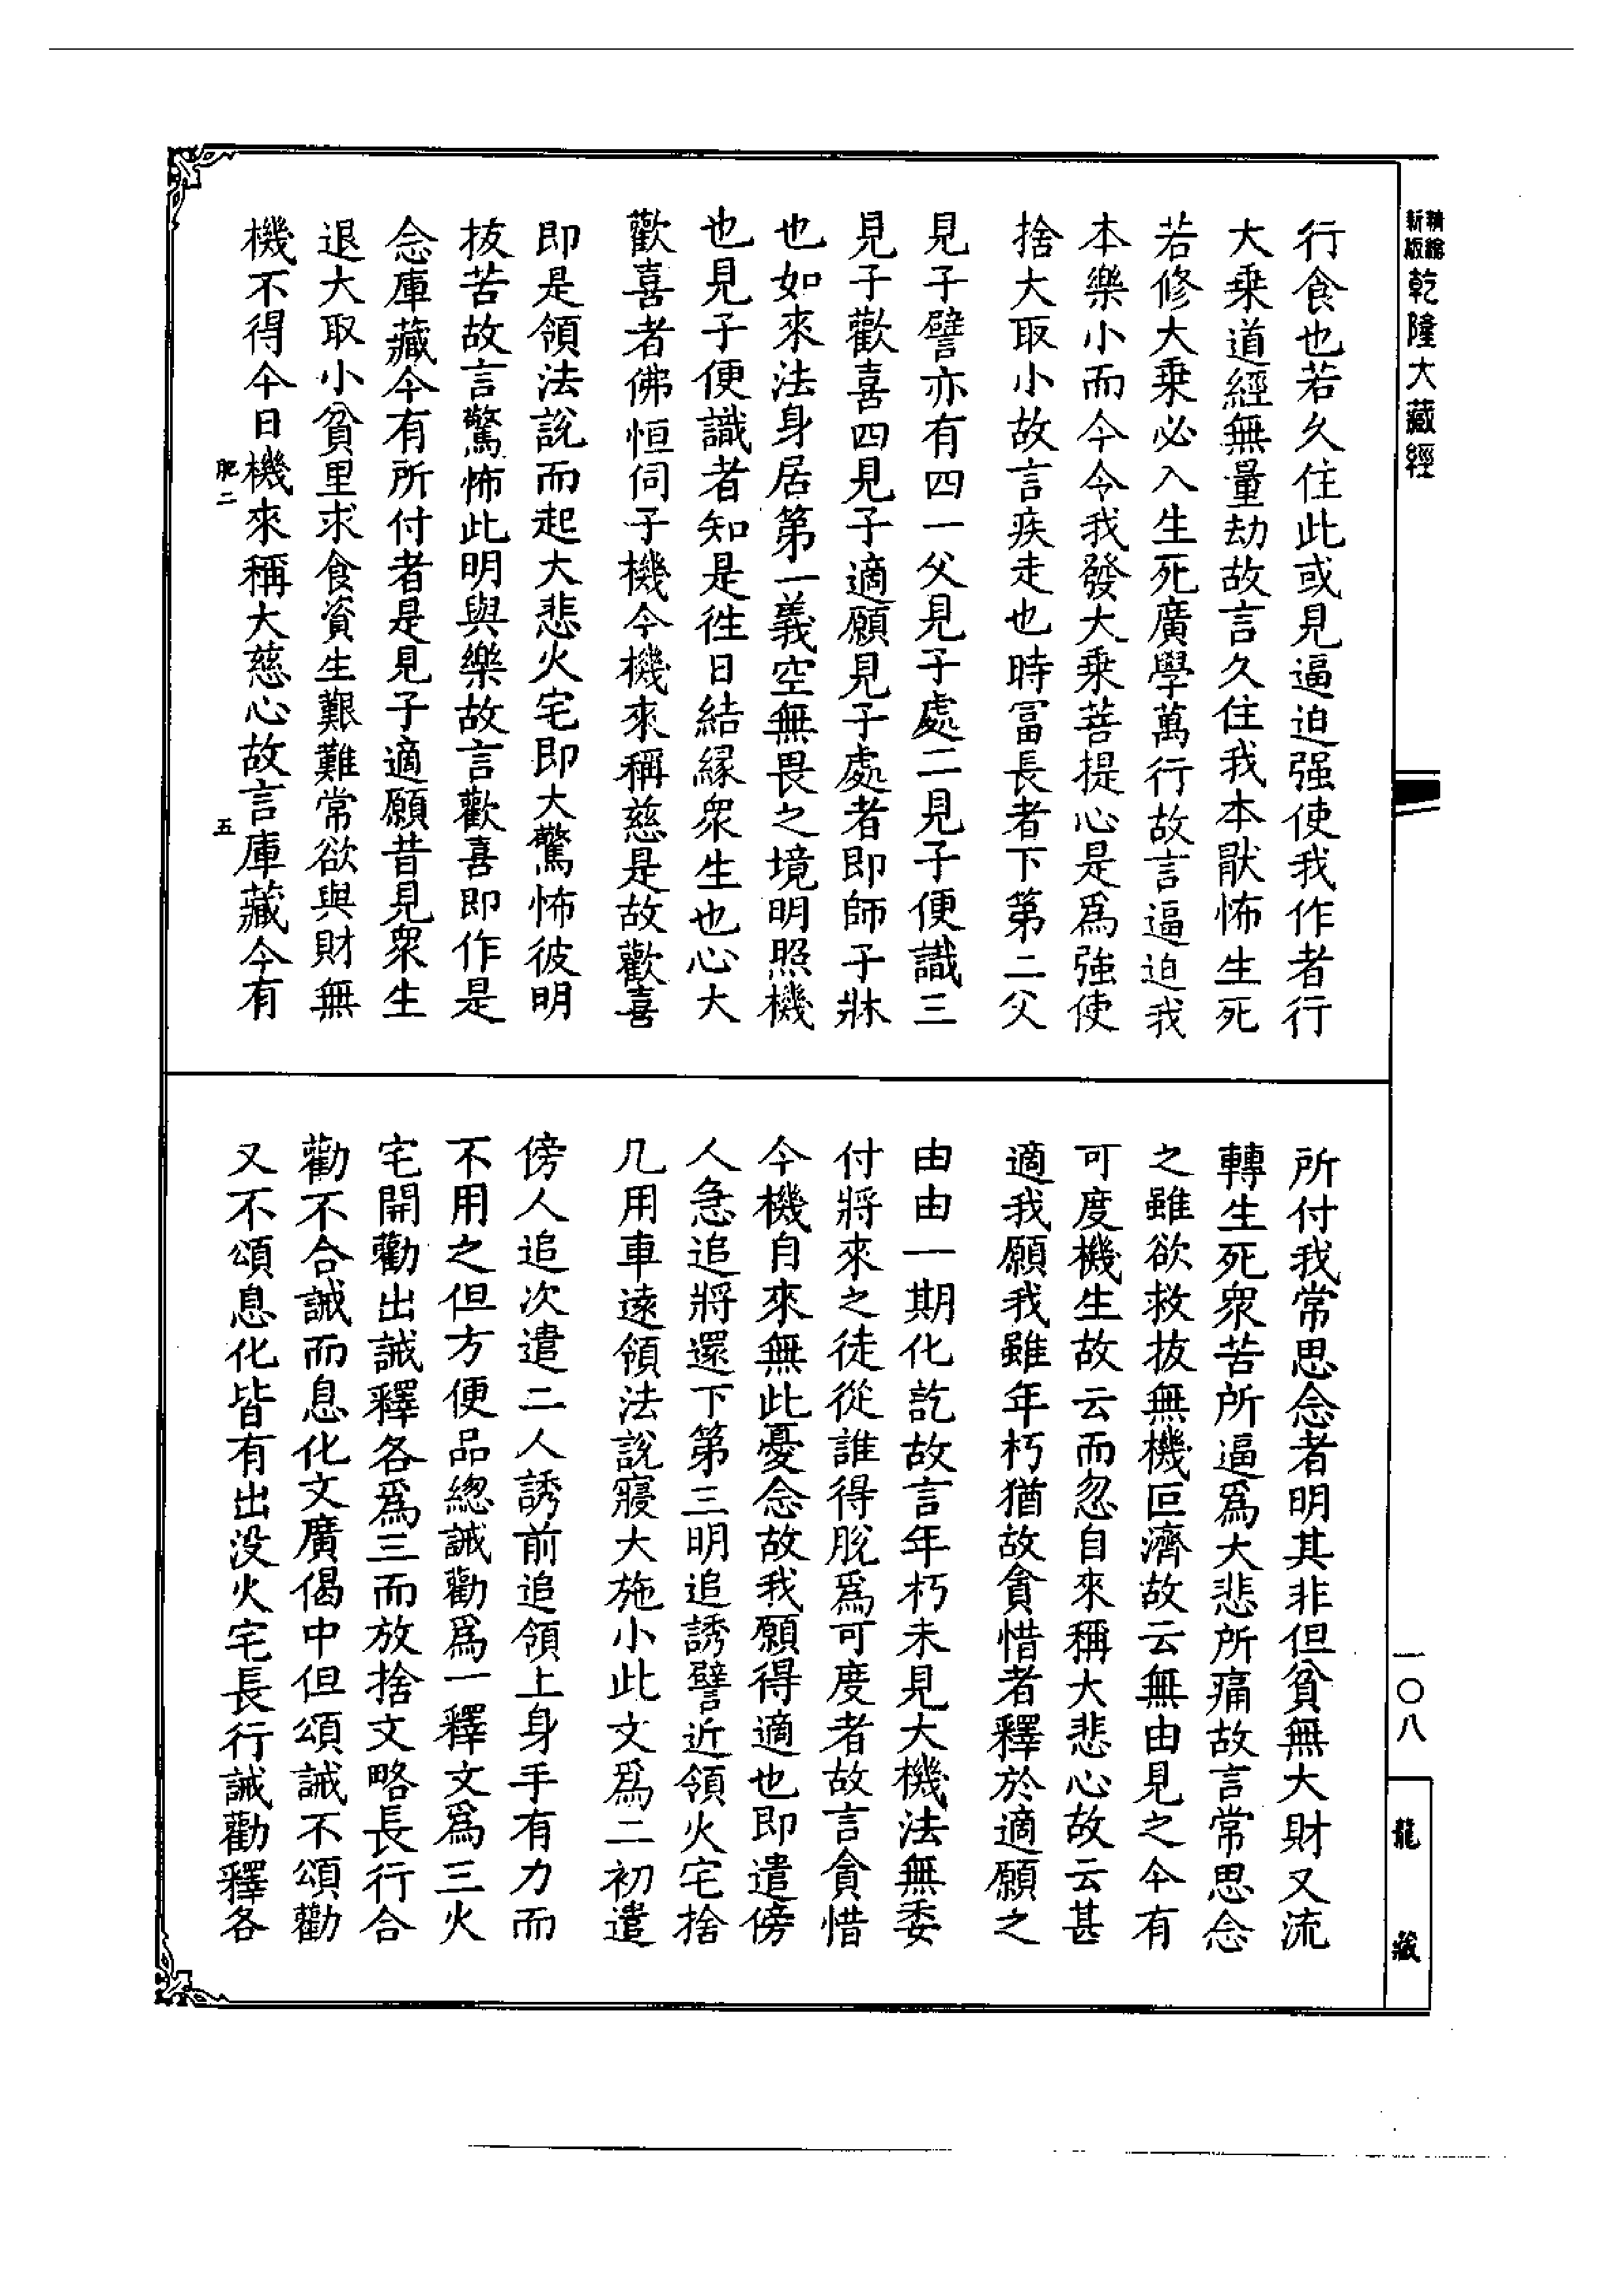 精縮新版乾隆大藏經
行食也若久住此或見逼迫强使我作者行
大乗道經無量劫故言久住我本猒怖生死
若修大乗必入生死廣學萬行故言逼迫我
本樂小而今令我發大乗菩提心是爲強使
捨大取小故言疾走也時冨長者下第二父
見子譬亦有四一父見子處二見子便識三
見子歡喜四見子適願見子處者即師子牀
也如來法身居第一義空無畏之境明照機
也見子便識者知是徃日結緣衆生也心大
歡喜者佛恒伺子機今機來稱慈是故歡喜
即是領法説而起大悲火宅即大驚怖彼明
拔苦故言驚怖此明與樂故言歡喜即作是
念庫藏今有所付者是見子適願昔見衆生
退大取小貧里求食資生艱難常欲與財無
機不得今日機來稱大慈心故言庫藏今有
肥二
五
所付我常思念者明其非但貧無大財又流
轉生死衆苦所逼爲大悲所痛故言常思念
之雖欲救拔無機叵濟故云無由見之今有
可度機生故云而忽自來稱大悲心故云甚
適我願我雖年朽猶故貪惜者釋於適願之
由由一期化訖故言年朽未見大機法無委
付將來之徒從誰得脫爲可度者故言貪惜
今機自來無此憂念故我願得適也即遣傍
人急追將還下第三明追誘譬近領火宅捨
几用車遠領法説寢大施小此文爲二初遣
傍人追次遣二人誘前追領上身手有力而
不用之但方便品總誡勸爲一釋文爲三火
宅開勸出誡釋各爲三而放捨文略長行合
勸不合誡而息化文廣偈中但頌誡不頌勸
又不頌息化皆有出没火宅長行誡勸釋各
一〇八
龍藏